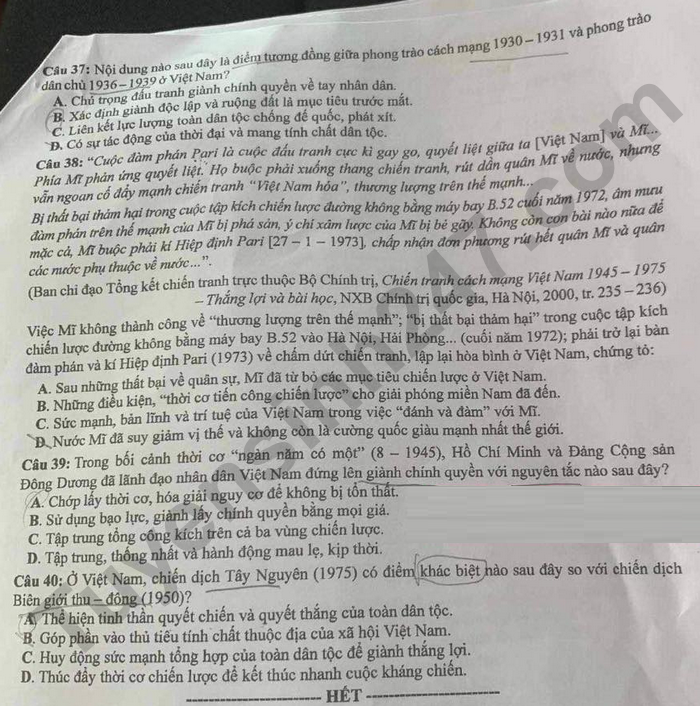 Câu 37: Nội dung nào sau đây là điểm tương đồng giữa phong trào cách mạng 1930 – 1931 và phong trào
dân chủ 1936 – 1939 ở Việt Nam?
A. Chú trọng đấu tranh giành chính quyền về tay nhân dân.
B. Xác định giành độc lập và ruộng đất là mục tiêu trước mắt.
C. Liên kết lực lượng toàn dân tộc chống đế quốc, phát xít.
D. Có sự tác động của thời đại và mang tính chất dân tộc.
Câu 38: “Cuộc đàm phán Pari là cuộc đấu tranh cực kì gay go, quyết liệt giữa ta [Việt Nam] và Mĩ...
Phía Mĩ phản ứng quyết liệt. Họ buộc phải xuống thang chiến tranh, rút dần quân Mĩ về nước, nhưng
vẫn ngoan cố đẩy mạnh chiến tranh “Việt Nam hóa”, thương lượng trên thế mạnh...
Bị thất bại thảm hại trong cuộc tập kích chiến lược đường không bằng máy bay B.52 cuối năm 1972, âm mưu
đàm phán trên thế mạnh của Mĩ bị phá sản, ý chí xâm lược của Mĩ bị bẻ gãy. Không còn con bài nào nữa để
mặc cả, Mĩ buộc phải kí Hiệp định Pari [27 – 1 – 1973], chấp nhận đơn phương rút hết quân Mĩ và quân
các nước phụ thuộc về nước...”.
(Ban chỉ đạo Tổng kết chiến tranh trực thuộc Bộ Chính trị, Chiến tranh cách mạng Việt Nam 1945 – 1975
– Thắng lợi và bài học, NXB Chính trị quốc gia, Hà Nội, 2000, tr. 235 – 236)
Việc Mĩ không thành công về “thương lượng trên thế mạnh”; “bị thất bại thảm hại” trong cuộc tập kích
chiến lược đường không bằng máy bay B.52 vào Hà Nội, Hải Phòng... (cuối năm 1972); phải trở lại bàn
đàm phán và kí Hiệp định Pari (1973) về chấm dứt chiến tranh, lập lại hòa bình ở Việt Nam, chứng tỏ:
A. Sau những thất bại về quân sự, Mĩ đã từ bỏ các mục tiêu chiến lược ở Việt Nam.
B. Những điều kiện, “thời cơ tiến công chiến lược” cho giải phóng miền Nam đã đến.
C. Sức mạnh, bản lĩnh và trí tuệ của Việt Nam trong việc “đánh và đàm” với Mĩ.
D. Nước Mĩ đã suy giảm vị thế và không còn là cường quốc giàu mạnh nhất thế giới.
Câu 39: Trong bối cảnh thời cơ “ngàn năm có một” (8 – 1945), Hồ Chí Minh và Đảng Cộng sản
Đông Dương đã lãnh đạo nhân dân Việt Nam đứng lên giành chính quyền với nguyên tắc nào sau đây?
A. Chớp lấy thời cơ, hóa giải nguy cơ để không bị tổn thất.
B. Sử dụng bạo lực, giành lấy chính quyền bằng mọi giá.
C. Tập trung tổng công kích trên cả ba vùng chiến lược.
D. Tập trung, thống nhất và hành động mau lẹ, kịp thời.
Câu 40: Ở Việt Nam, chiến dịch Tây Nguyên (1975) có điểm khác biệt nào sau đây so với chiến dịch
Biên giới thu – đông (1950)?
A. Thể hiện tinh thần quyết chiến và quyết thắng của toàn dân tộc.
B. Góp phần vào thủ tiêu tính chất thuộc địa của xã hội Việt Nam.
C. Huy động sức mạnh tổng hợp của toàn dân tộc để giành thắng lợi.
D. Thúc đẩy thời cơ chiến lược để kết thúc nhanh cuộc kháng chiến.
HẾT
Tuyensinh247.com